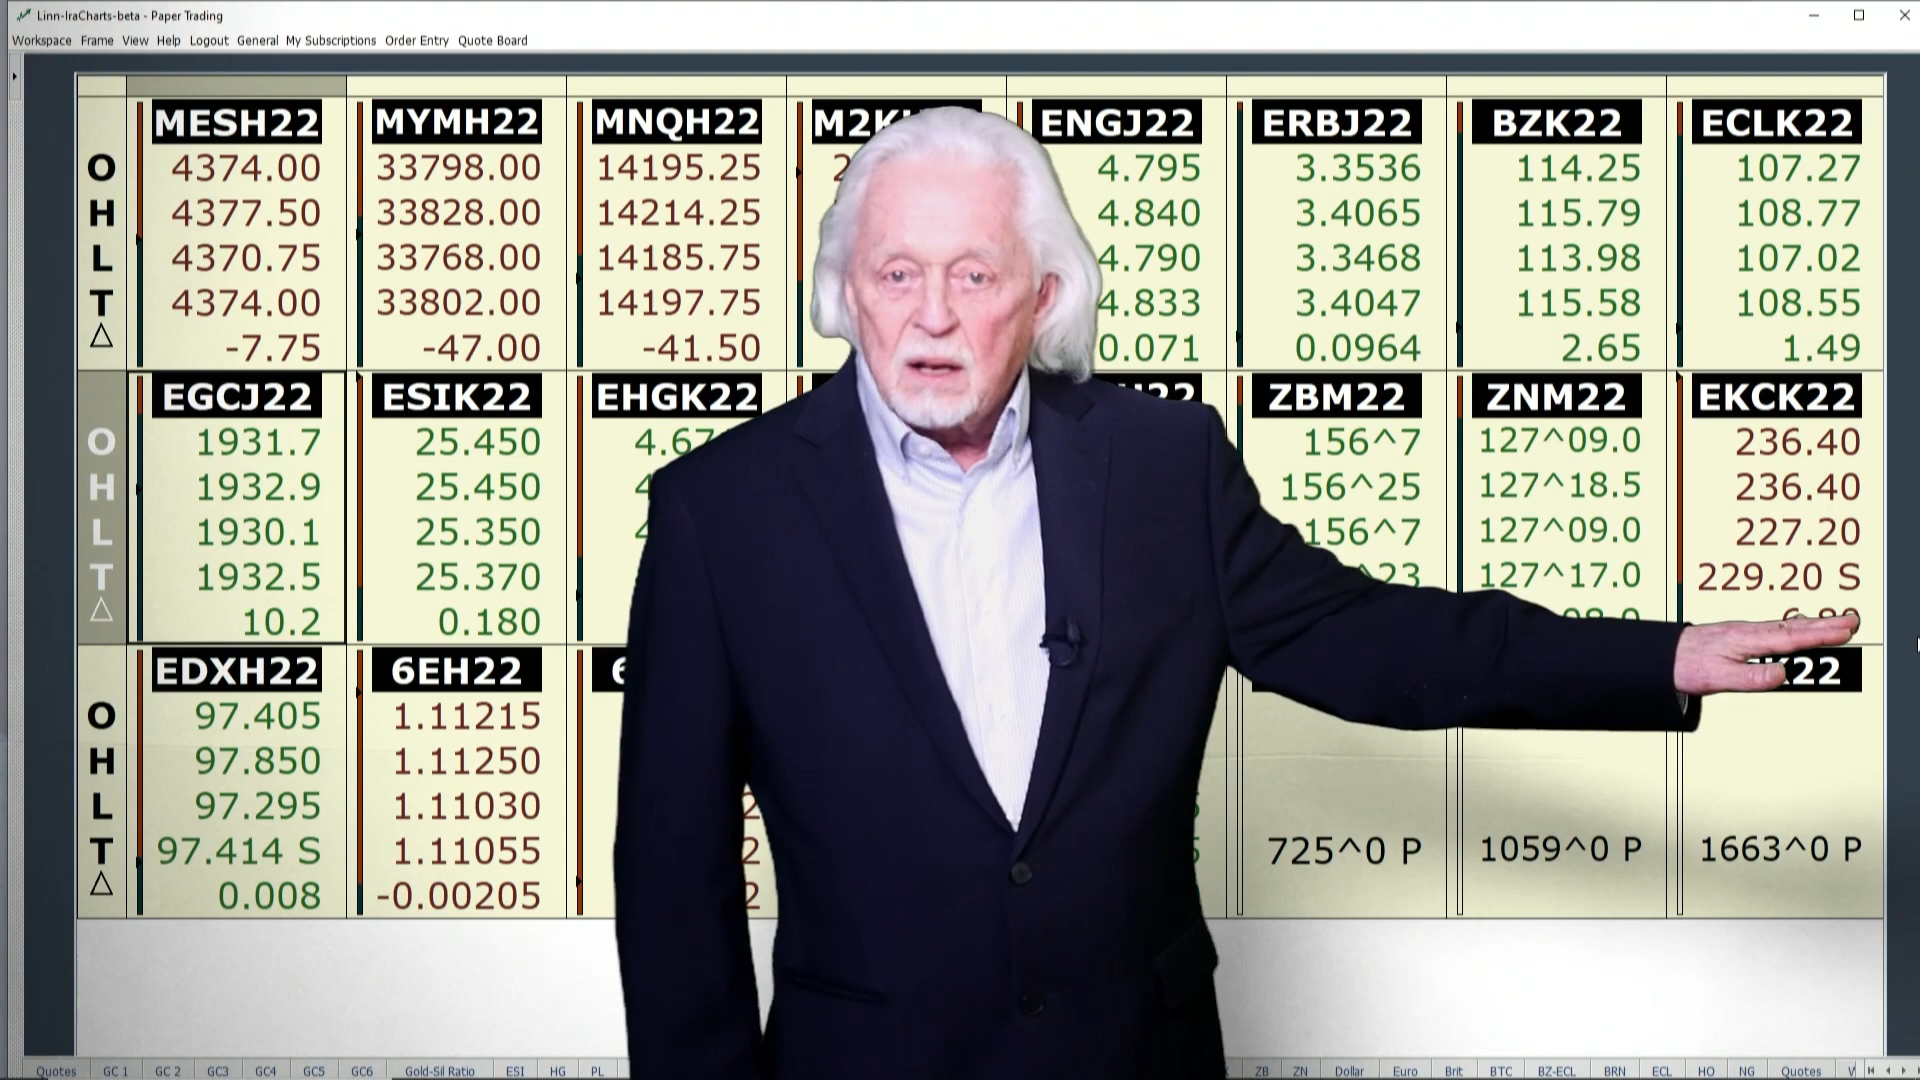 Linn-IraCharts-beta - Paper Trading
Workspace Frame View Help Logout General My Subscriptions Order Entry Quote Board
MESH22 MYMH22 MNQH22 ENGJ22 ERBJ22 BZK22 ECLK22
O 4374.00 33798.00 14195.25 4.795 3.3536 114.25 107.27
H 4377.50 33828.00 14214.25 4.840 3.4065 115.79 108.77
L 4370.75 33768.00 14185.75 4.790 3.3468 113.98 107.02
T 4374.00 33802.00 14197.75 4.833 3.4047 115.58 108.55
△ -7.75 -47.00 -41.50 0.071 0.0964 2.65 1.49
EGCJ22 ESIK22 EHGK22 ZBM22 ZNM22 EKCK22
O 1931.7 25.450 156^7 127^09.0 236.40
H 1932.9 25.450 156^25 127^18.5 236.40
L 1930.1 25.350 156^7 127^09.0 227.20
T 1932.5 25.370 127^17.0 229.20 S
△ 10.2 0.180
EDXH22 6EH22
O 97.405 1.11215
H 97.850 1.11250
L 97.295 1.11030
T 97.414 S 1.11055 725^0 P 1059^0 P 1663^0 P
△ 0.008 -0.00205
Quotes GC 1 GC 2 GC3 GC4 GC5 GC6 Gold-Sil Ratio ESI HG PL ZB ZN Dollar Euro Brit BTC BZ-ECL BRN ECL HO NG Quotes